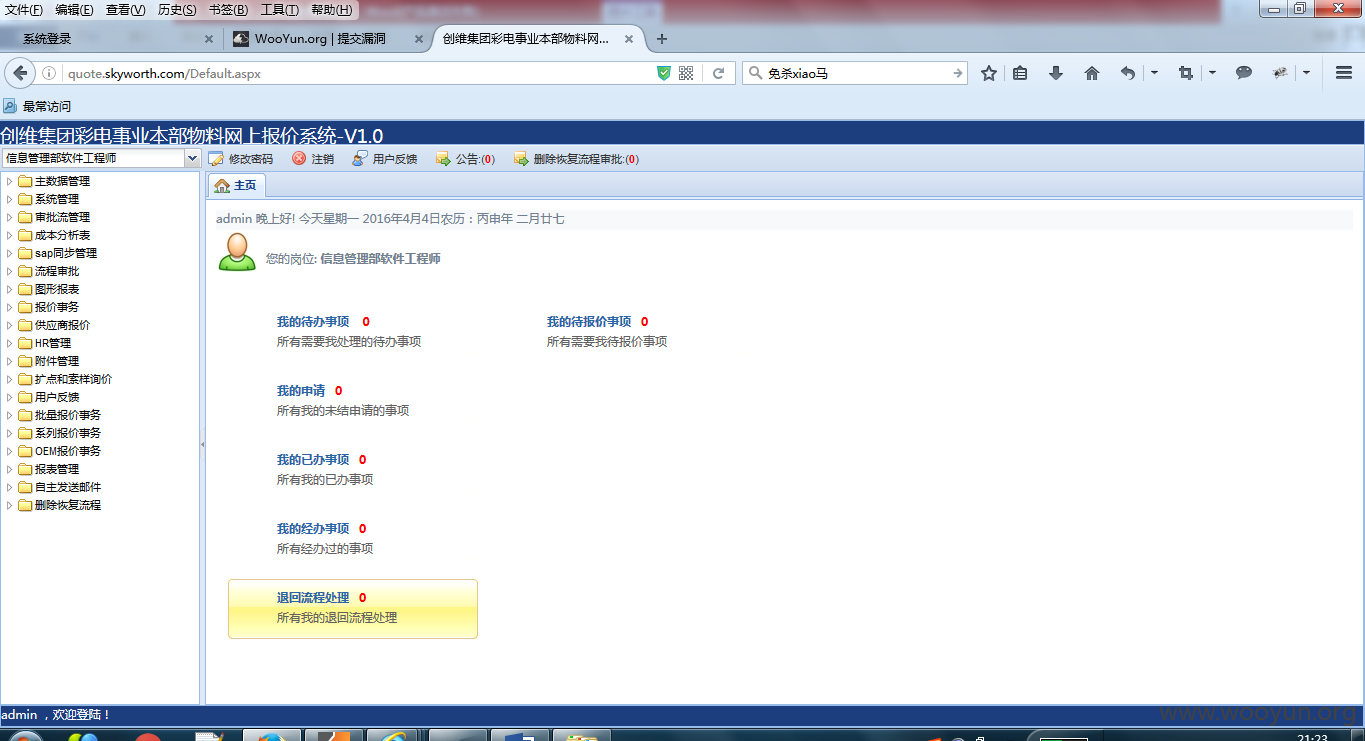 文件(F) 编辑(E) 查看(V) 历史(S) 书签(B) 工具(T) 帮助(H)
系统登录 × WooYun.org | 提交漏洞 × 创维集团彩电事业本部物料网... × +
quote.skyworth.com/Default.aspx 免杀xiao马
最常访问
创维集团彩电事业本部物料网上报价系统-V1.0
信息管理部软件工程师 修改密码 注销 用户反馈 公告:(0) 删除恢复流程审批:(0)
主页
主数据管理
系统管理
审批流管理
成本分析表
sap同步管理
流程审批
图形报表
报价事务
供应商报价
HR管理
附件管理
扩点和索样询价
用户反馈
批量报价事务
系列报价事务
OEM报价事务
报表管理
自主发送邮件
删除恢复流程
admin 晚上好! 今天星期一 2016年4月4日农历：丙申年 二月廿七
您的岗位: 信息管理部软件工程师
我的待办事项 0
所有需要我处理的待办事项
我的待报价事项 0
所有需要我待报价事项
我的申请 0
所有我的未结申请的事项
我的已办事项 0
所有我的已办事项
我的经办事项 0
所有经办过的事项
退回流程处理 0
所有我的退回流程处理
admin ，欢迎登陆！
www.wooyun.org
21:23